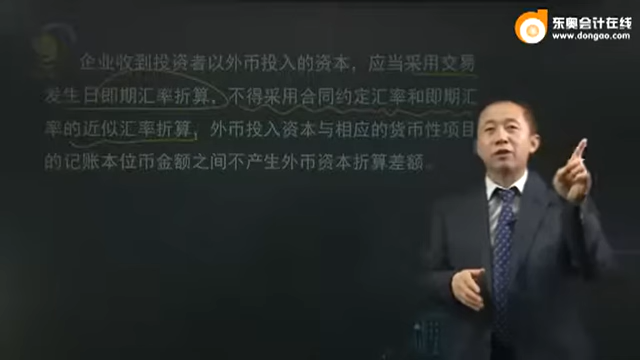 东奥会计在线
www.dongao.com
企业收到投资者以外币投入的资本，应当采用交易
发生日即期汇率折算，不得采用合同约定汇率和即期汇
率的近似汇率折算，外币投入资本与相应的货币性项目
的记账本位币金额之间不产生外币资本折算差额。